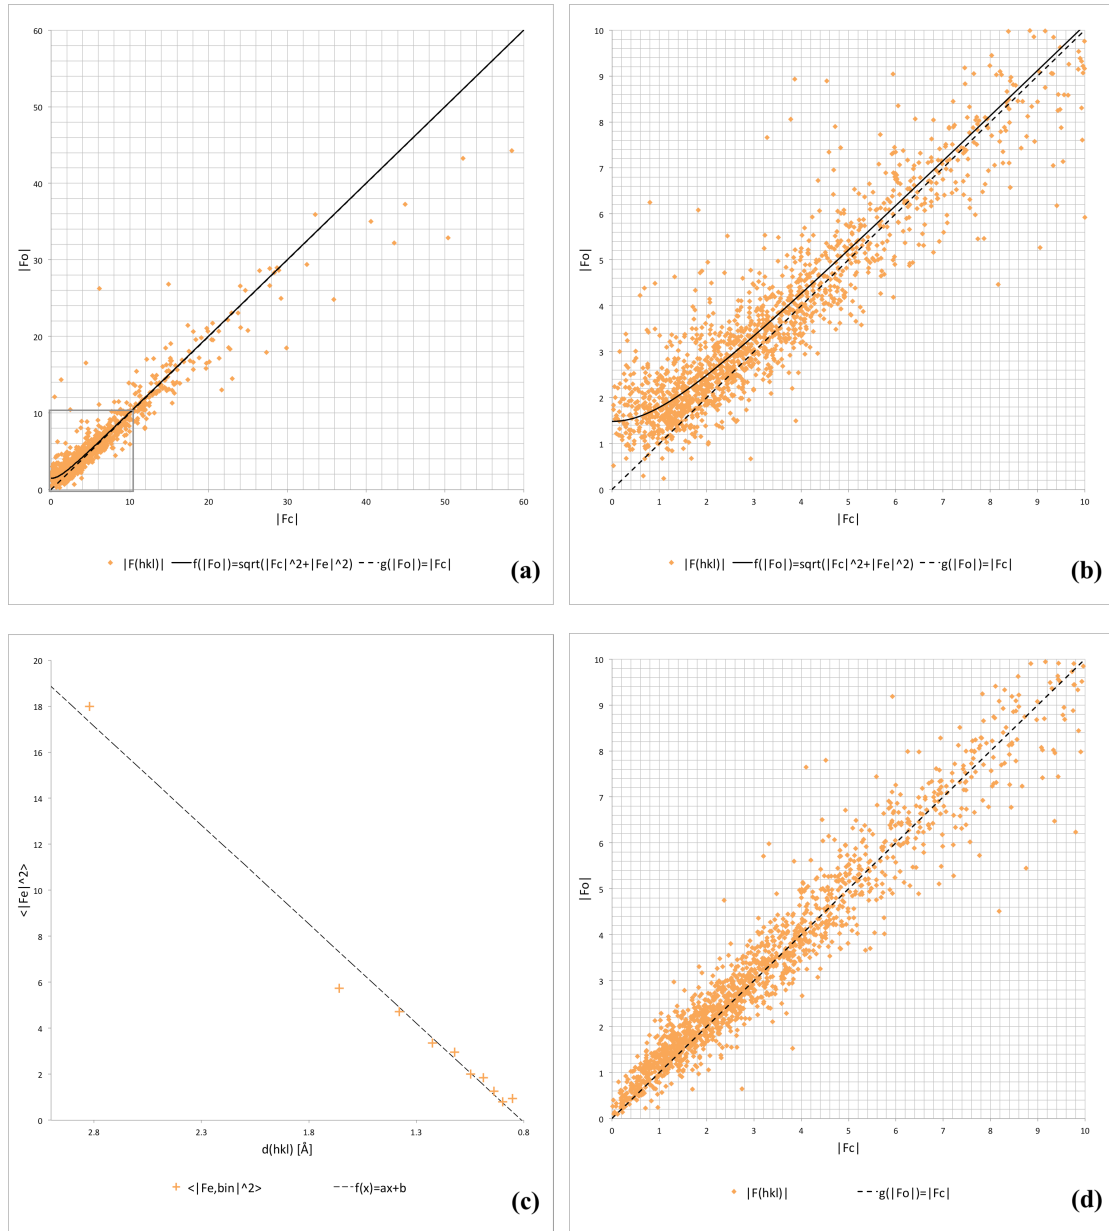 60
50
40
30
20
10
0
|Fo|
0 10 20 30 40 50 60
|Fc|
|F(hkl)| f(|Fo|)=sqrt(|Fc|^2+|Fe|^2) g(|Fo|)=|Fc|
(a)
10
9
8
7
6
5
4
3
2
1
0
|Fo|
0 1 2 3 4 5 6 7 8 9 10
|Fc|
|F(hkl)| f(|Fo|)=sqrt(|Fc|^2+|Fe|^2) g(|Fo|)=|Fc|
(b)
20
18
16
14
12
10
8
6
4
2
0
<|Fe|^2>
2.8 2.3 1.8 1.3 0.8
d(hkl) [Å]
<|Fe,bin|^2> f(x)=ax+b
(c)
10
9
8
7
6
5
4
3
2
1
0
|Fo|
0 1 2 3 4 5 6 7 8 9 10
|Fc|
|F(hkl)| g(|Fo|)=|Fc|
(d)